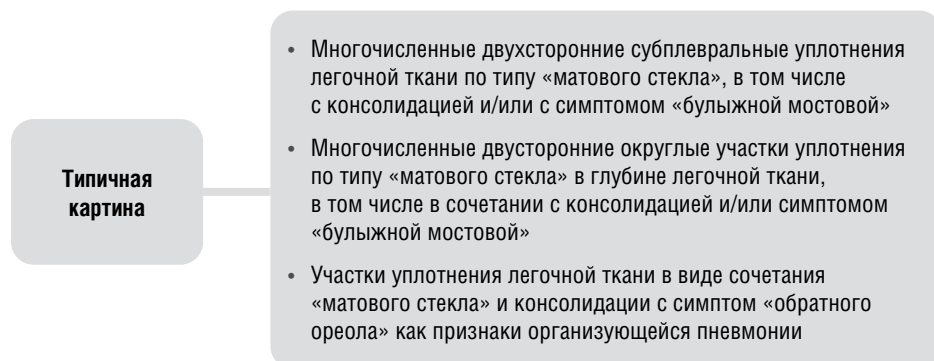 Типичная
картина
• Многочисленные двухсторонние субплевральные уплотнения
легочной ткани по типу «матового стекла», в том числе
с консолидацией и/или с симптомом «булыжной мостовой»
• Многочисленные двусторонние округлые участки уплотнения
по типу «матового стекла» в глубине легочной ткани,
в том числе в сочетании с консолидацией и/или симптомом
«булыжной мостовой»
• Участки уплотнения легочной ткани в виде сочетания
«матового стекла» и консолидации с симптом «обратного
ореола» как признаки организующейся пневмонии